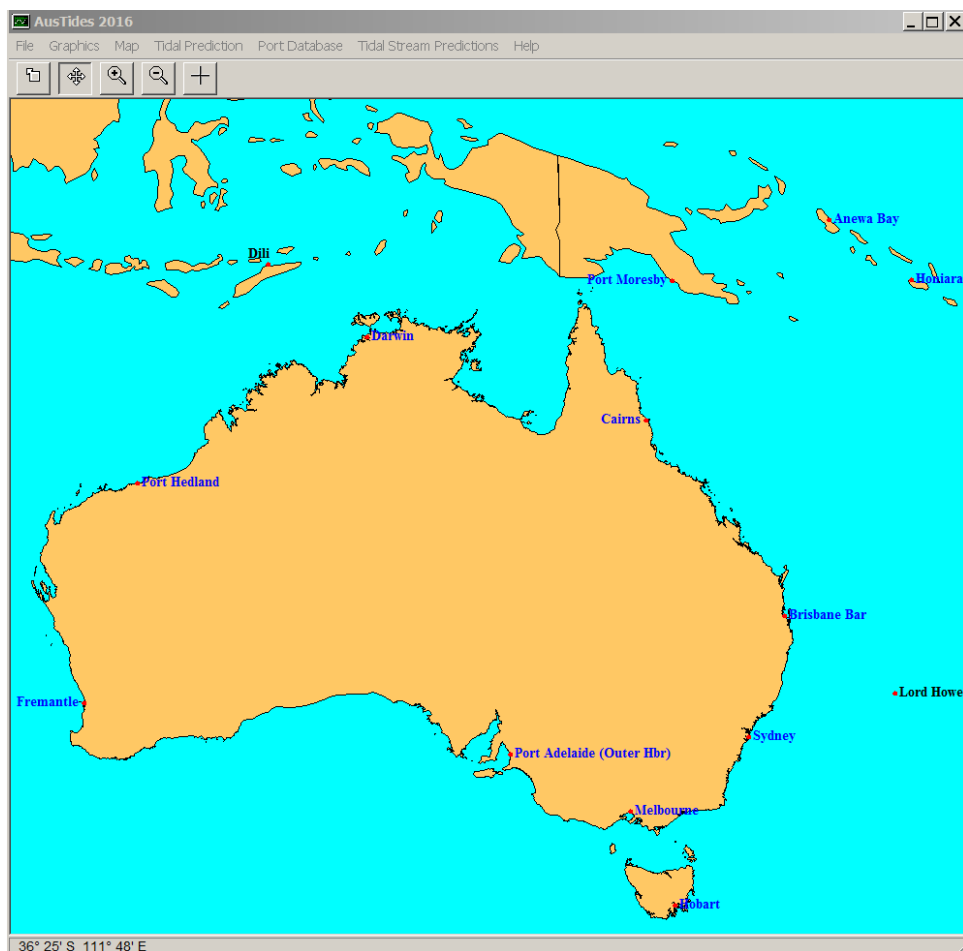 AusTides 2016
File Graphics Map Tidal Prediction Port Database Tidal Stream Predictions Help
Anewa Bay
Dili
Port Moresby
Honiara
Darwin
Cairns
Port Hedland
Brisbane Bar
Lord Howe
Fremantle
Sydney
Port Adelaide (Outer Hbr)
Melbourne
Hobart
36° 25' S 111° 48' E